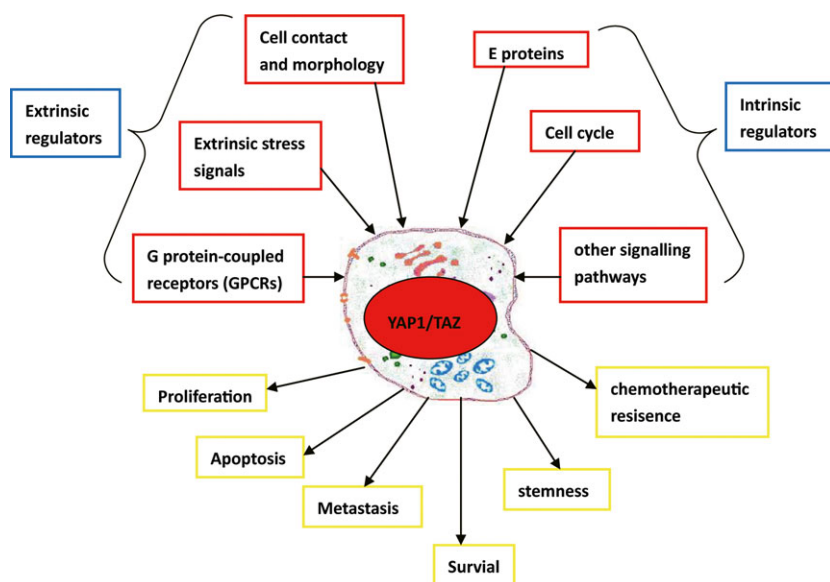 Cell contact
and morphology
E proteins
Extrinsic
regulators
Intrinsic
regulators
Extrinsic stress
signals
Cell cycle
G protein-coupled
receptors (GPCRs)
other signalling
pathways
YAP1/TAZ
Proliferation
chemotherapeutic
resisence
Apoptosis
stemness
Metastasis
Survial